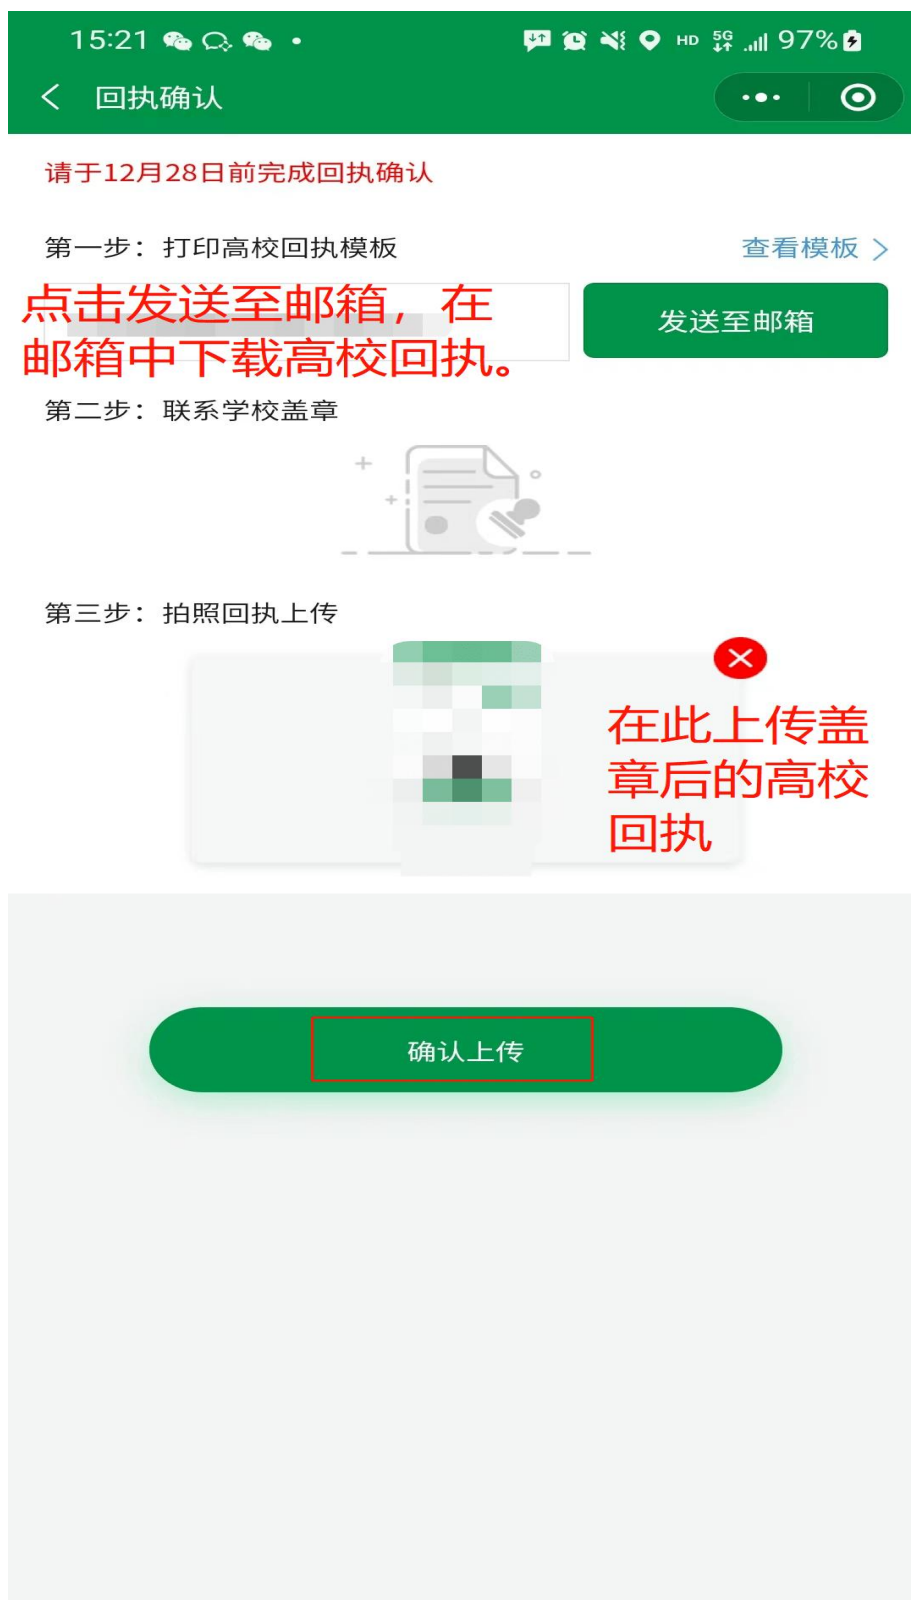 15:21
HD 5G 97%
回执确认
请于12月28日前完成回执确认
第一步：打印高校回执模板
查看模板
点击发送至邮箱，在
邮箱中下载高校回执。
发送至邮箱
第二步：联系学校盖章
第三步：拍照回执上传
在此上传盖
章后的高校
回执
确认上传